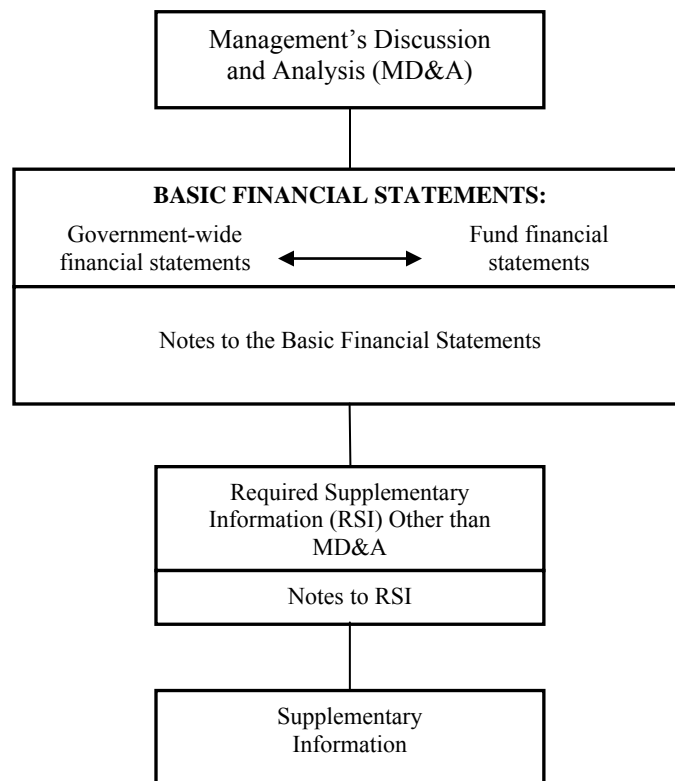 Management’s Discussion
and Analysis (MD&A)
BASIC FINANCIAL STATEMENTS:
Government-wide
financial statements
Fund financial
statements
Notes to the Basic Financial Statements
Required Supplementary
Information (RSI) Other than
MD&A
Notes to RSI
Supplementary
Information